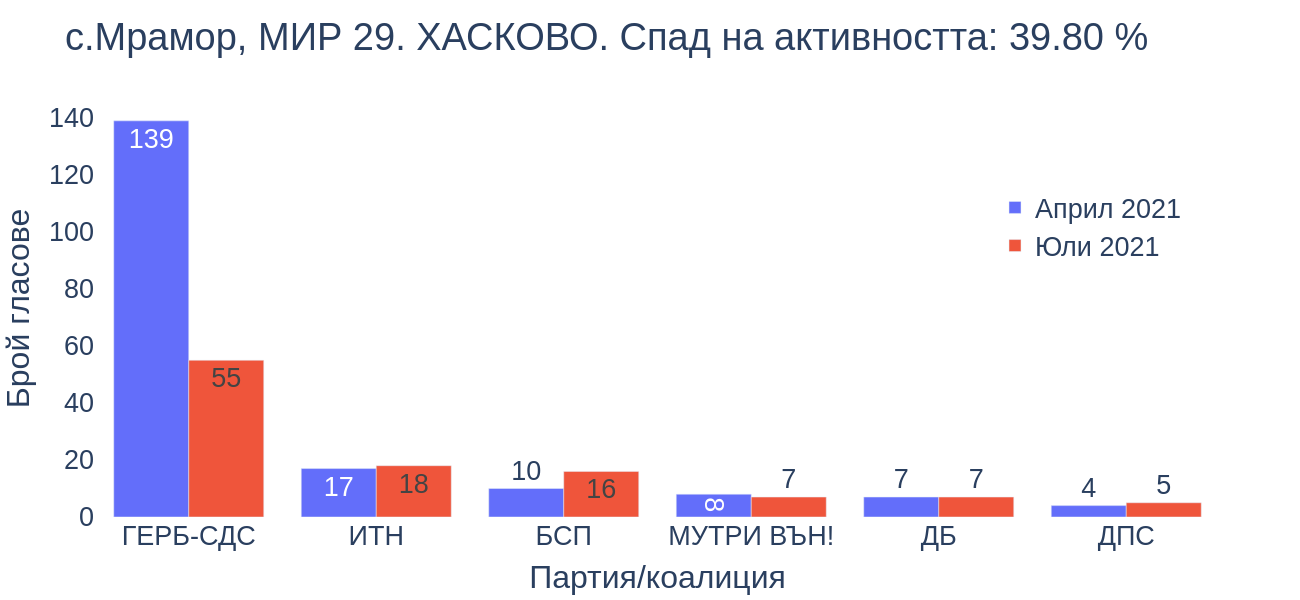 с.Мрамор, МИР 29. ХАСКОВО. Спад на активността: 39.80 %
140
120
100
80
60
40
20
0
Брой гласове
139
55
17
18
10
16
8
7
7
7
4
5
Април 2021
Юли 2021
ГЕРБ-СДС
ИТН
БСП
МУТРИ ВЪН!
ДБ
ДПС
Партия/коалиция